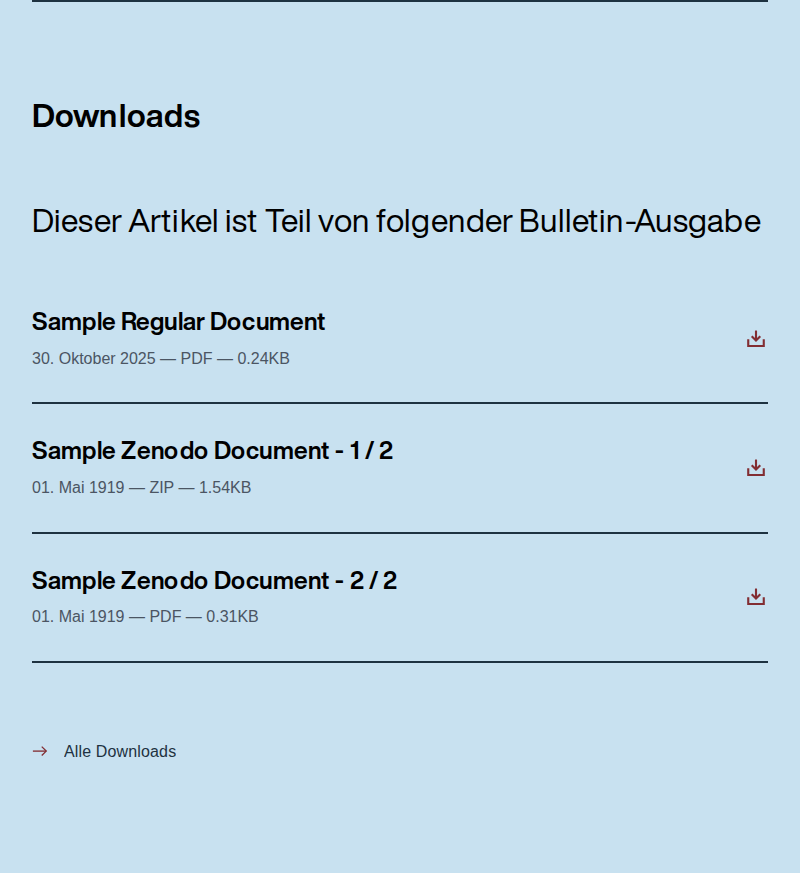 Downloads
Dieser Artikel ist Teil von folgender Bulletin-Ausgabe
Sample Regular Document
30. Oktober 2025 — PDF — 0.24KB
Sample Zenodo Document - 1 / 2
01. Mai 1919 — ZIP — 1.54KB
Sample Zenodo Document - 2 / 2
01. Mai 1919 — PDF — 0.31KB
Alle Downloads